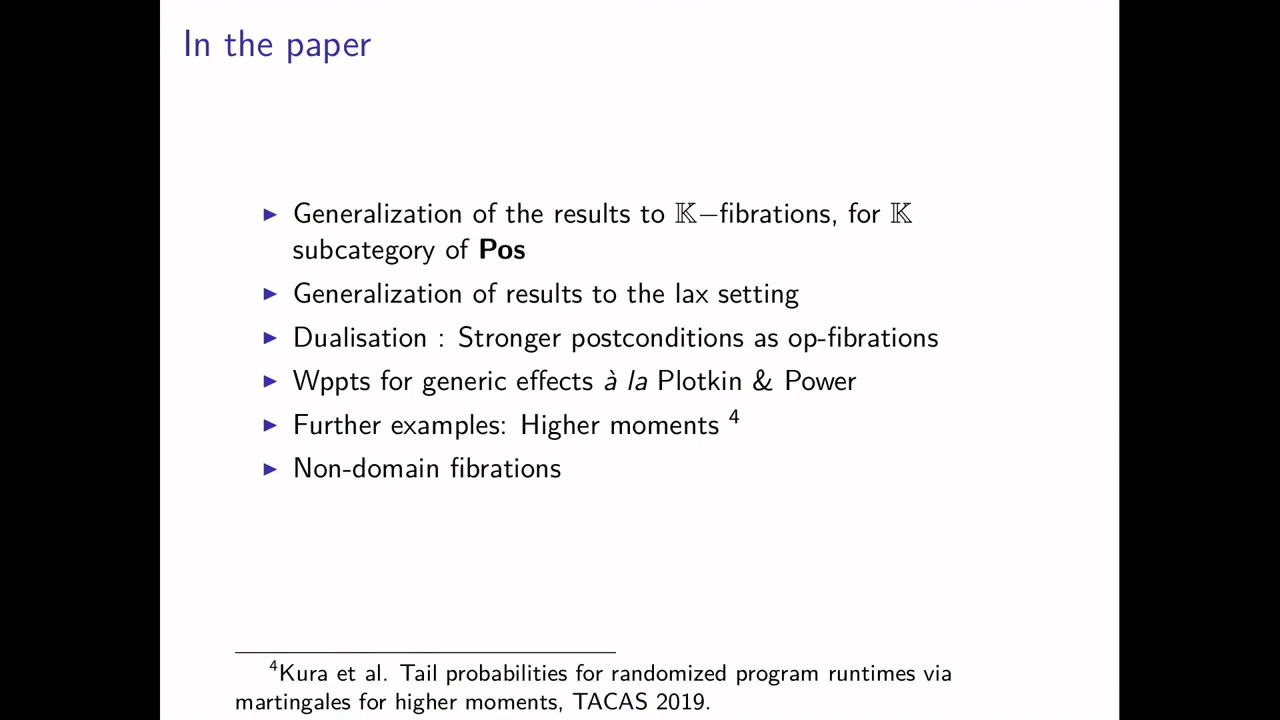 In the paper
▶ Generalization of the results to 𝕂−fibrations, for 𝕂
subcategory of Pos
▶ Generalization of results to the lax setting
▶ Dualisation : Stronger postconditions as op-fibrations
▶ Wppts for generic effects à la Plotkin & Power
▶ Further examples: Higher moments ⁴
▶ Non-domain fibrations
⁴Kura et al. Tail probabilities for randomized program runtimes via
martingales for higher moments, TACAS 2019.